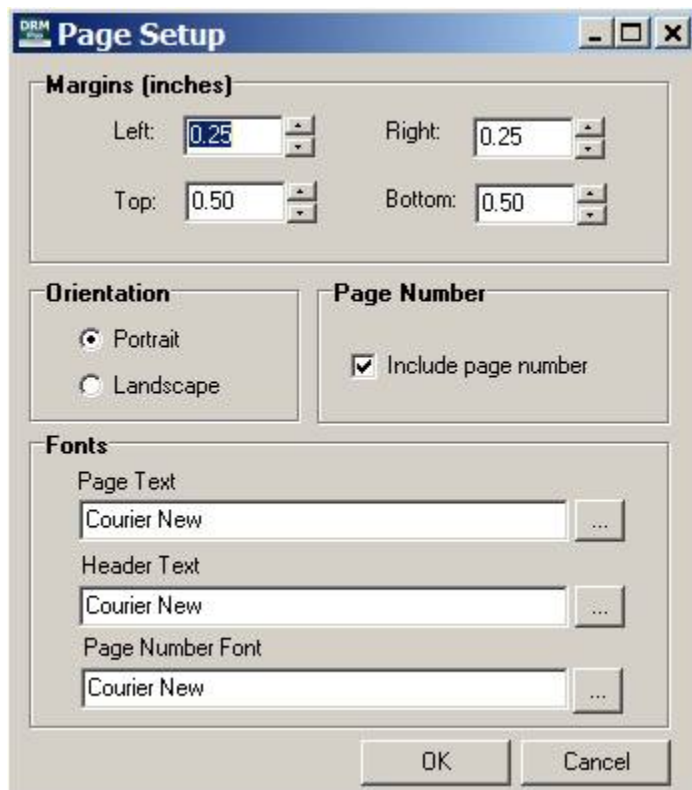 DRM
Page Setup
Margins (inches)
Left: 0.25 Right: 0.25
Top: 0.50 Bottom: 0.50
Orientation Page Number
Portrait
Include page number
Landscape
Fonts
Page Text
Courier New ...
Header Text
Courier New ...
Page Number Font
Courier New ...
OK Cancel